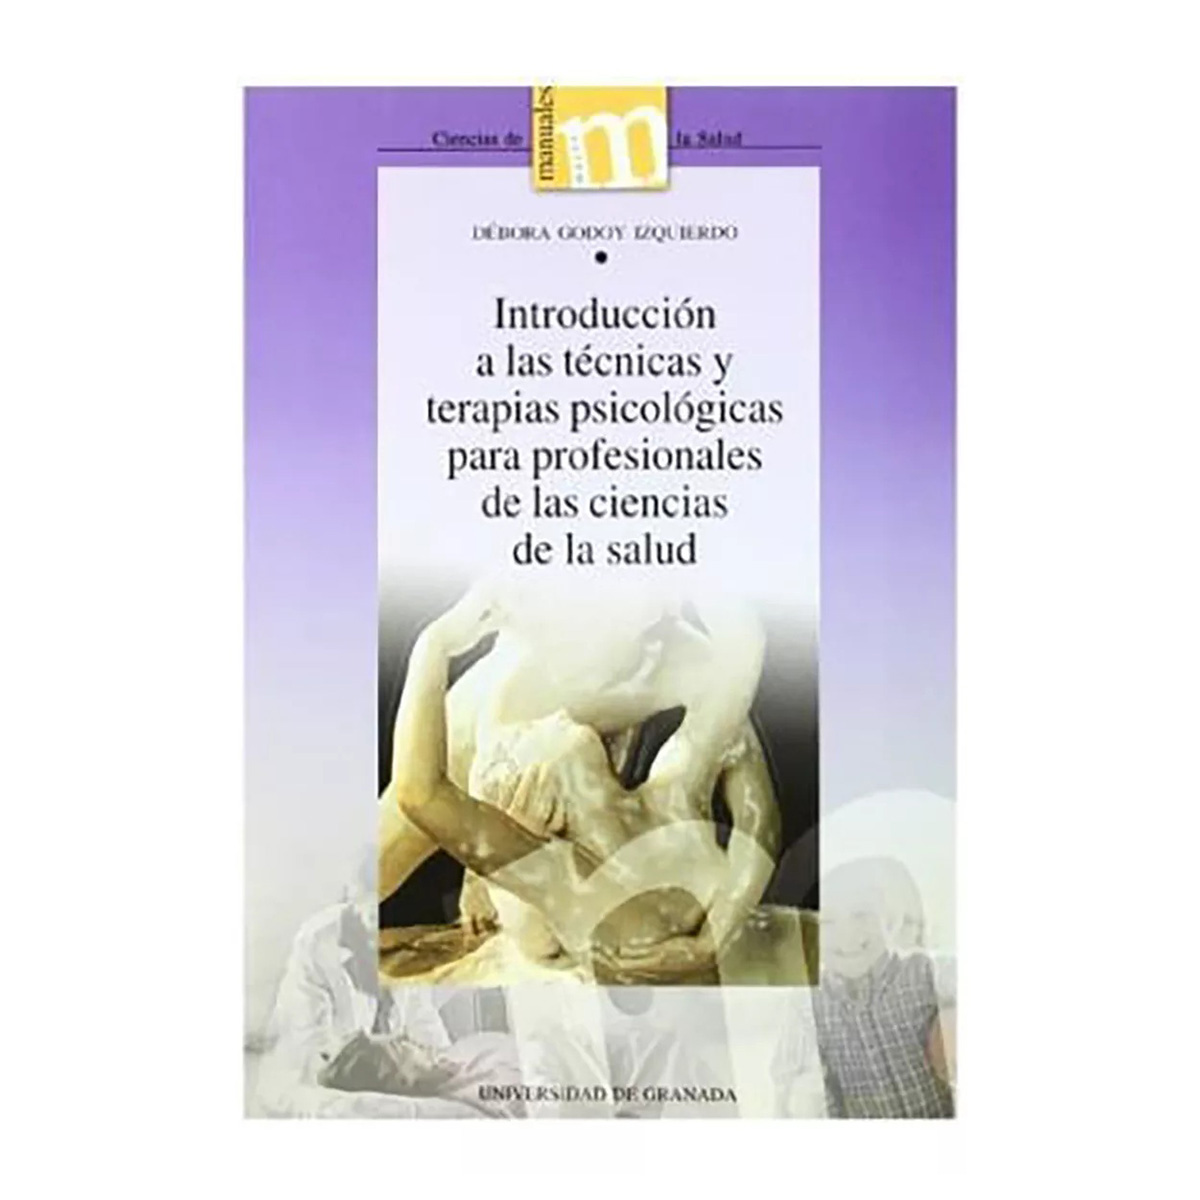 Ciencias de la Salud
manuales
m
DÉBORA GODOY IZQUIERDO
Introducción
a las técnicas y
terapias psicológicas
para profesionales
de las ciencias
de la salud
UNIVERSIDAD DE GRANADA